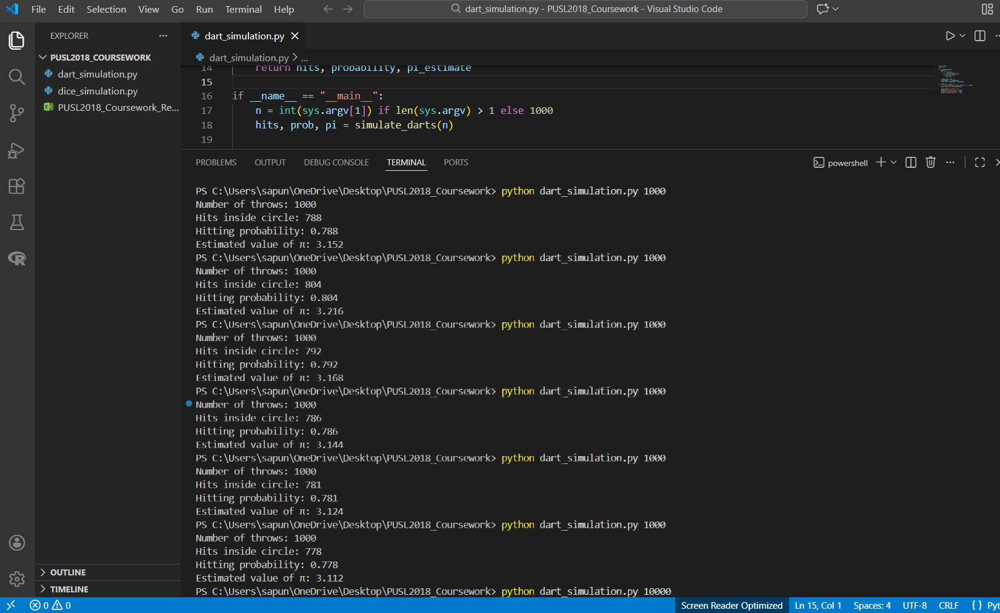 File Edit Selection View Go Run Terminal Help
dart_simulation.py - PUSL2018_Coursework - Visual Studio Code
EXPLORER
PUSL2018_COURSEWORK
dart_simulation.py
dice_simulation.py
PUSL2018_Coursework_Re...
OUTLINE
TIMELINE
dart_simulation.py
dart_simulation.py > ...
14 return hits, probability, pi_estimate
15
16 if __name__ == "__main__":
17 n = int(sys.argv[1]) if len(sys.argv) > 1 else 1000
18 hits, prob, pi = simulate_darts(n)
19
PROBLEMS OUTPUT DEBUG CONSOLE TERMINAL PORTS
powershell
PS C:\Users\sapun\OneDrive\Desktop\PUSL2018_Coursework> python dart_simulation.py 1000
Number of throws: 1000
Hits inside circle: 788
Hitting probability: 0.788
Estimated value of π: 3.152
PS C:\Users\sapun\OneDrive\Desktop\PUSL2018_Coursework> python dart_simulation.py 1000
Number of throws: 1000
Hits inside circle: 804
Hitting probability: 0.804
Estimated value of π: 3.216
PS C:\Users\sapun\OneDrive\Desktop\PUSL2018_Coursework> python dart_simulation.py 1000
Number of throws: 1000
Hits inside circle: 792
Hitting probability: 0.792
Estimated value of π: 3.168
PS C:\Users\sapun\OneDrive\Desktop\PUSL2018_Coursework> python dart_simulation.py 1000
Number of throws: 1000
Hits inside circle: 786
Hitting probability: 0.786
Estimated value of π: 3.144
PS C:\Users\sapun\OneDrive\Desktop\PUSL2018_Coursework> python dart_simulation.py 1000
Number of throws: 1000
Hits inside circle: 781
Hitting probability: 0.781
Estimated value of π: 3.124
PS C:\Users\sapun\OneDrive\Desktop\PUSL2018_Coursework> python dart_simulation.py 1000
Number of throws: 1000
Hits inside circle: 778
Hitting probability: 0.778
Estimated value of π: 3.112
PS C:\Users\sapun\OneDrive\Desktop\PUSL2018_Coursework> python dart_simulation.py 10000
0 0 Screen Reader Optimized Ln 15, Col 1 Spaces: 4 UTF-8 CRLF { } Pyt